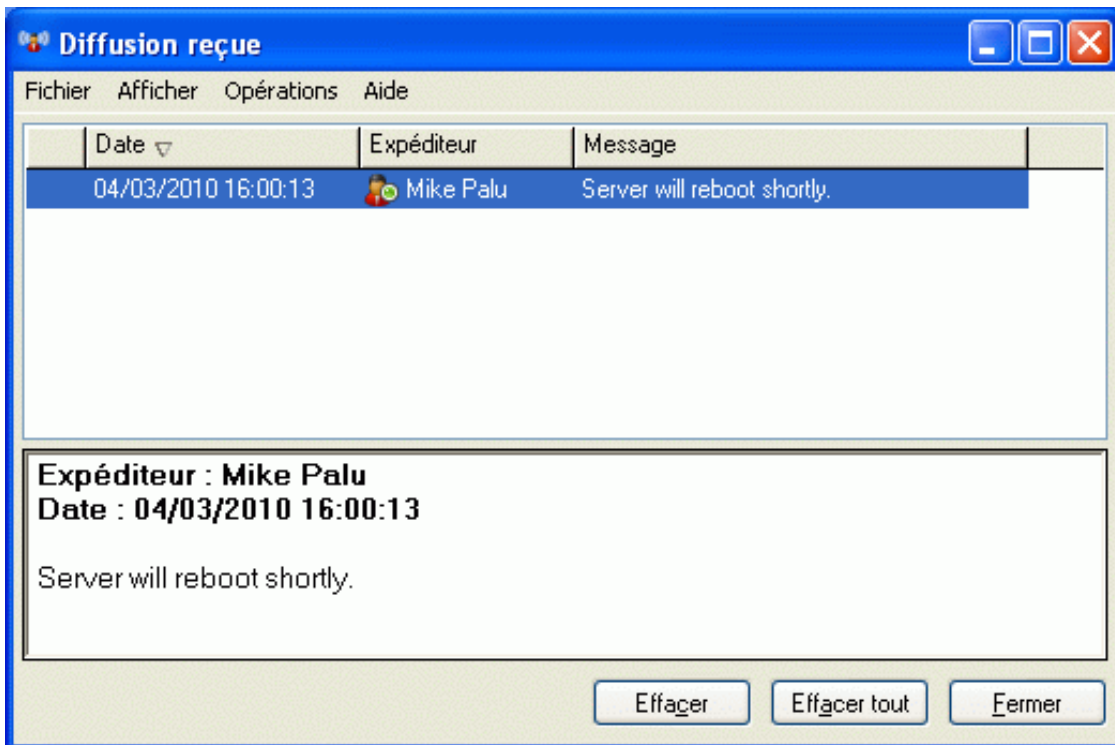 Diffusion reçue
Fichier Afficher Opérations Aide
Date Expéditeur Message
04/03/2010 16:00:13 Mike Palu Server will reboot shortly.
Expéditeur : Mike Palu
Date : 04/03/2010 16:00:13
Server will reboot shortly.
Effacer Effacer tout Fermer